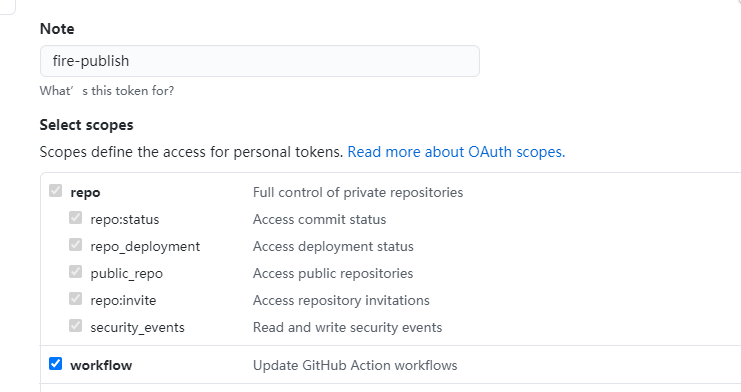 Note
fire-publish
What's this token for?
Select scopes
Scopes define the access for personal tokens. Read more about OAuth scopes.
repo Full control of private repositories
repo:status Access commit status
repo_deployment Access deployment status
public_repo Access public repositories
repo:invite Access repository invitations
security_events Read and write security events
workflow Update GitHub Action workflows